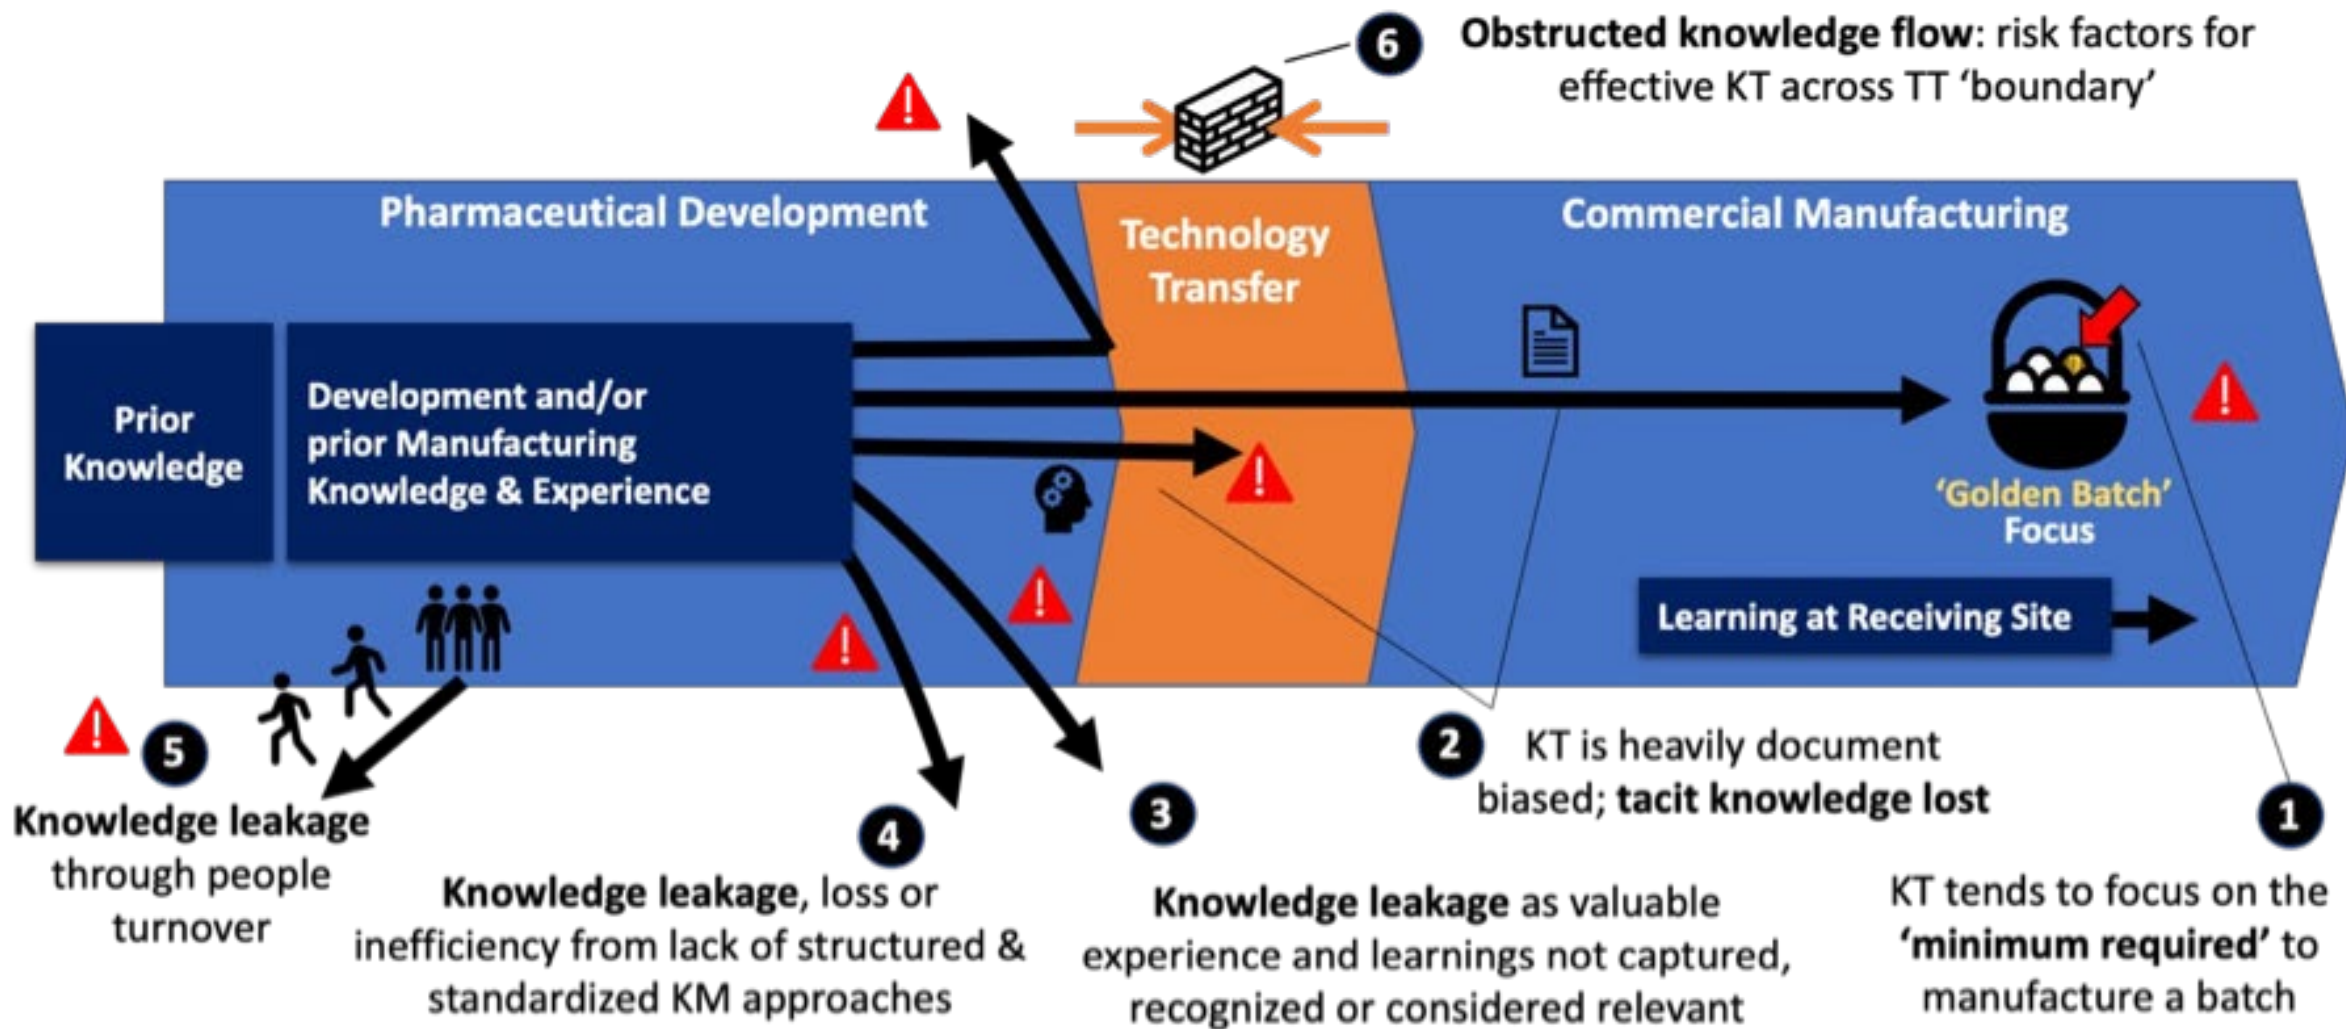 6
Obstructed knowledge flow: risk factors for
effective KT across TT ‘boundary’
Pharmaceutical Development
Technology
Transfer
Commercial Manufacturing
Prior
Knowledge
Development and/or
prior Manufacturing
Knowledge & Experience
‘Golden Batch’
Focus
Learning at Receiving Site
5
Knowledge leakage
through people
turnover
4
Knowledge leakage, loss or
inefficiency from lack of structured &
standardized KM approaches
3
Knowledge leakage as valuable
experience and learnings not captured,
recognized or considered relevant
2
KT is heavily document
biased; tacit knowledge lost
1
KT tends to focus on the
‘minimum required’ to
manufacture a batch